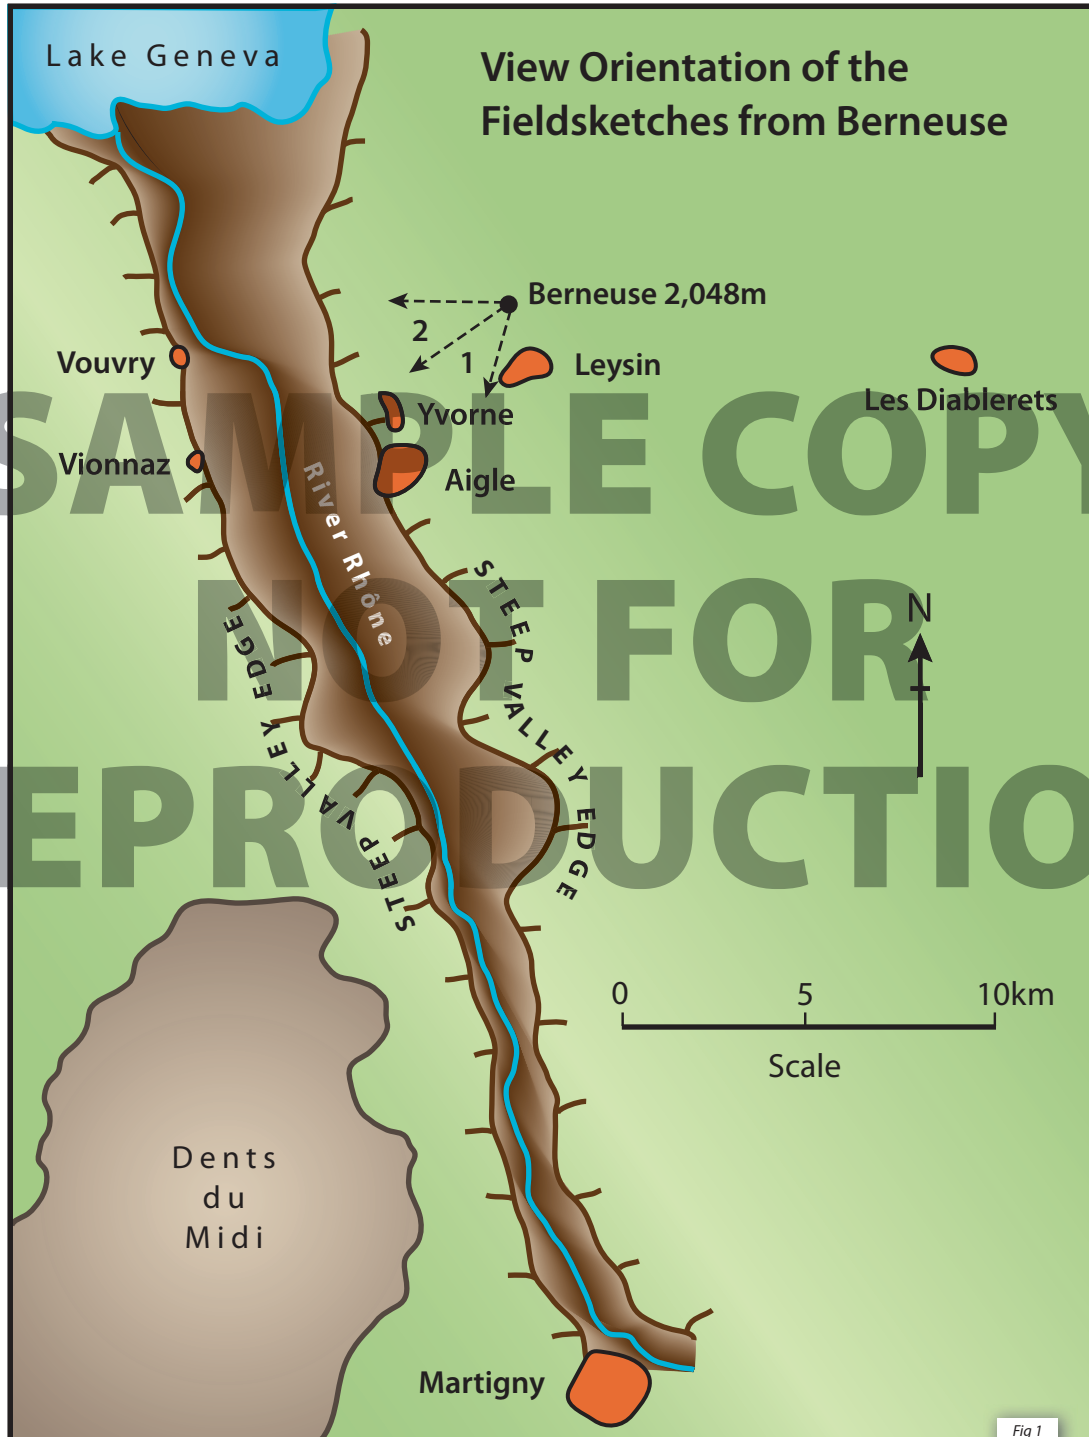 Lake Geneva
View Orientation of the
Fieldsketches from Berneuse
Berneuse 2,048m
2
1
Vouvry
Leysin
Les Diablerets
Yvorne
Vionnaz
Aigle
SAMPLE COPY
River Rhône
STEEP VALLEY EDGE
NOT FOR
N
STEEP VALLEY EDGE
EPRODUCTIO
0 5 10km
Scale
Dents
du
Midi
Martigny
Fig 1